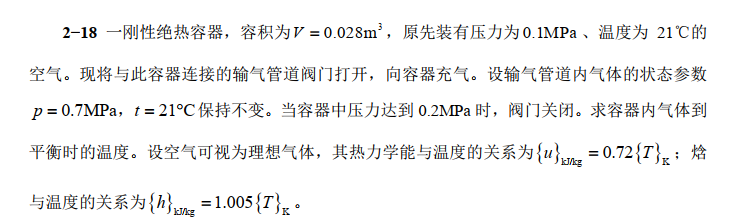 2−18 一刚性绝热容器，容积为V = 0.028m³，原先装有压力为0.1MPa 、温度为 21℃的
空气。现将与此容器连接的输气管道阀门打开，向容器充气。设输气管道内气体的状态参数
p = 0.7MPa，t = 21°C保持不变。当容器中压力达到 0.2MPa 时，阀门关闭。求容器内气体到
平衡时的温度。设空气可视为理想气体，其热力学能与温度的关系为{u}kJ/kg = 0.72{T}K；焓
与温度的关系为{h}kJ/kg = 1.005{T}K 。